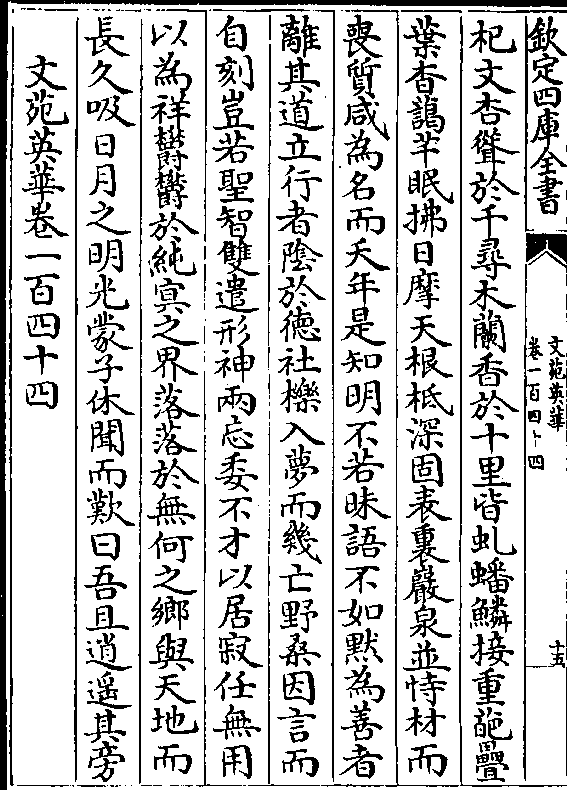 欽定四庫全書
文苑英華
卷一百四十四
十五
杞文杏聳於千尋木蘭香於十里皆虬蟠鱗接重葩疊
葉杳藹芊眠拂日摩天根柢深固表裏巖泉並恃材而
喪質咸為名而夭年是知明不若昧語不如默為善者
離其道立行者陰於德社櫟入夢而幾亡野桑因言而
自刻豈若聖智雙遣形神兩忘委不才以居寂任無用
以為祥欝欝於純寞之界落落於無何之鄉與天地而
長久吸日月之明光蒙子休聞而歎曰吾且逍遥其旁
文苑英華卷一百四十四